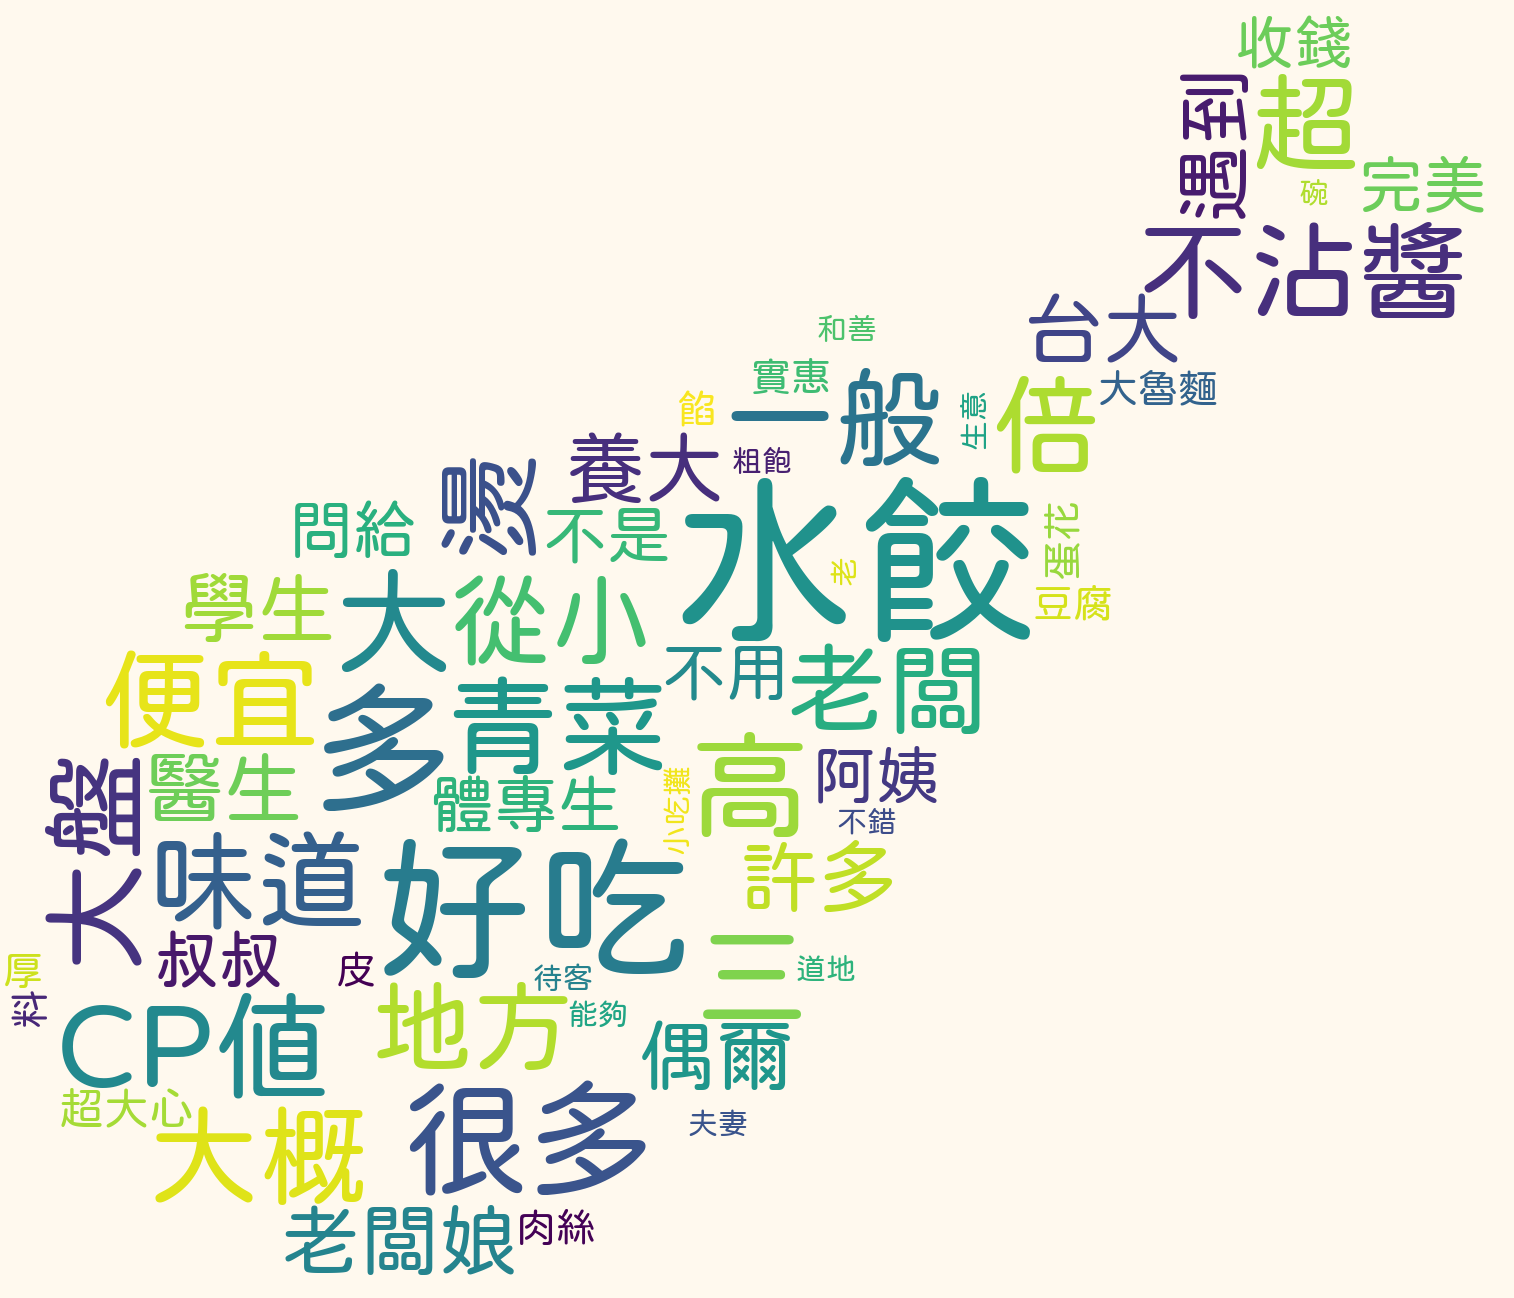 收錢
遇到
超
碗
完美
不沾醬
台大
和善
實惠
大魯麵
餡
一般
生意
倍
養大
粗飽
燙
問給
不是
水餃
蛋花
老
學生
大
從小
豆腐
不用
老闆
便宜
多
青菜
高
阿姨
大盤
醫生
體專生
小吃攤
不錯
味道
好吃
許多
叔叔
皮
三
厚
待客
道地
料
CP值
地方
能夠
偶爾
超大心
大概
很多
夫妻
老闆娘
肉絲